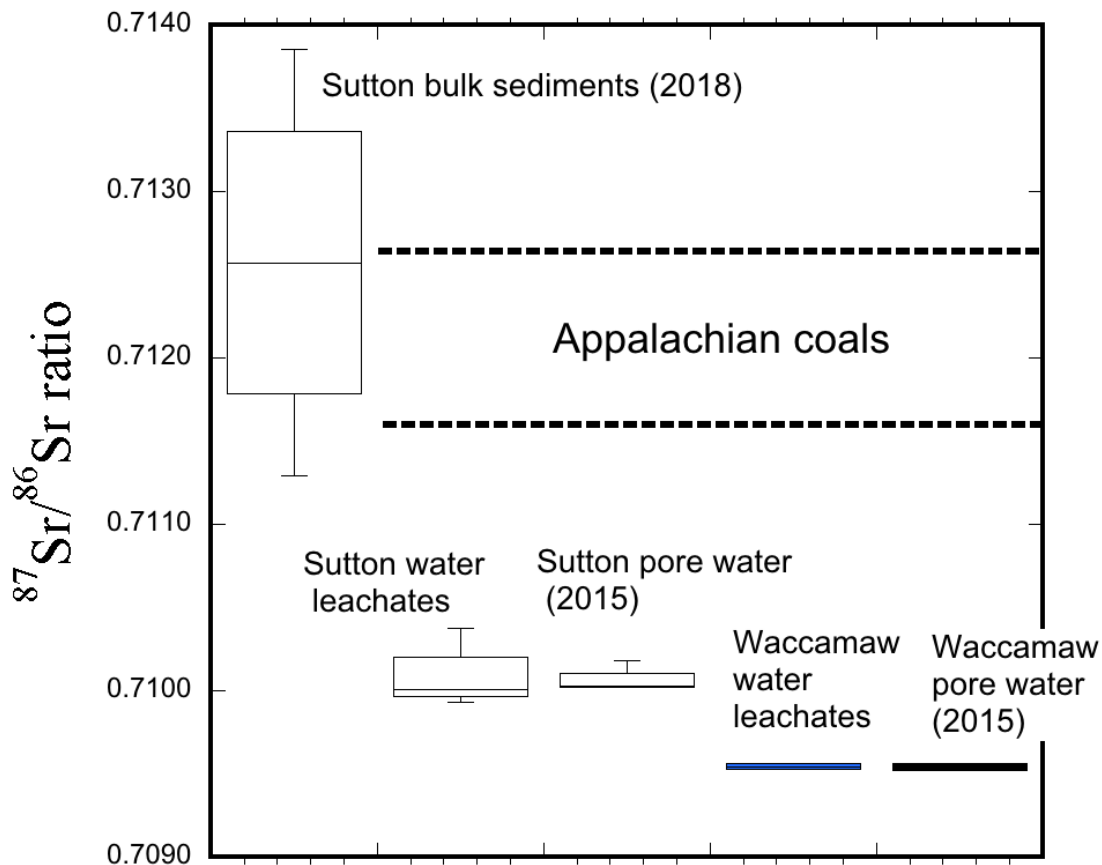 0.7140
Sutton bulk sediments (2018)
0.7130
Appalachian coals
0.7120
87Sr/86Sr ratio
0.7110
Sutton water
leachates
Sutton pore water
(2015)
Waccamaw
water
leachates
Waccamaw
pore water
(2015)
0.7100
0.7090